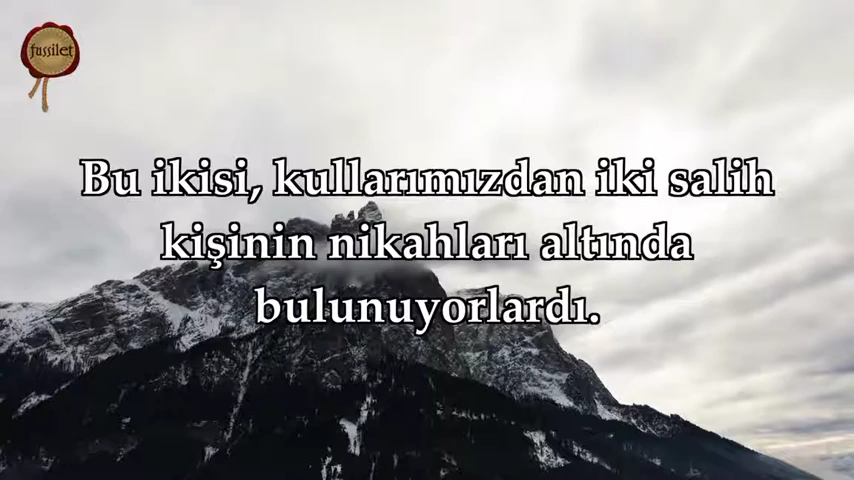 fussilet
Bu ikisi, kullarımızdan iki salih
kişinin nikahları altında
bulunuyorlardı.